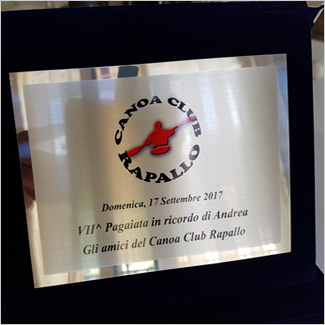 CANOA CLUB
RAPALLO
Domenica, 17 Settembre 2017
VII^ Pagaiata in ricordo di Andrea
Gli amici del Canoa Club Rapallo